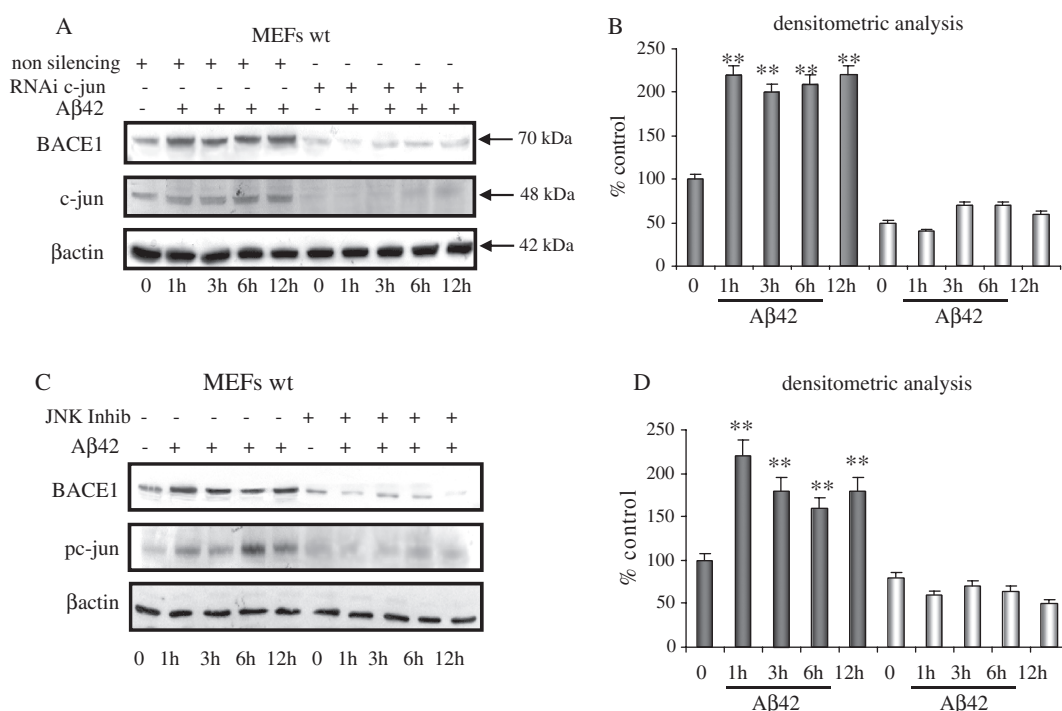 A
MEFs wt
non silencing + + + + + - - - - -
RNAi c-jun - - - - - + + + + +
Aβ42 - + + + + - + + + +
BACE1
70 kDa
c-jun
48 kDa
βactin
42 kDa
0 1h 3h 6h 12h 0 1h 3h 6h 12h
B
densitometric analysis
% control
250
200
150
100
50
0
** ** ** **
0 1h 3h 6h 12h 0 1h 3h 6h 12h
Aβ42 Aβ42
C
MEFs wt
JNK Inhib - - - - - + + + + +
Aβ42 - + + + + - + + + +
BACE1
pc-jun
βactin
0 1h 3h 6h 12h 0 1h 3h 6h 12h
D
densitometric analysis
% control
250
200
150
100
50
0
** ** ** **
0 1h 3h 6h 12h 0 1h 3h 6h 12h
Aβ42 Aβ42